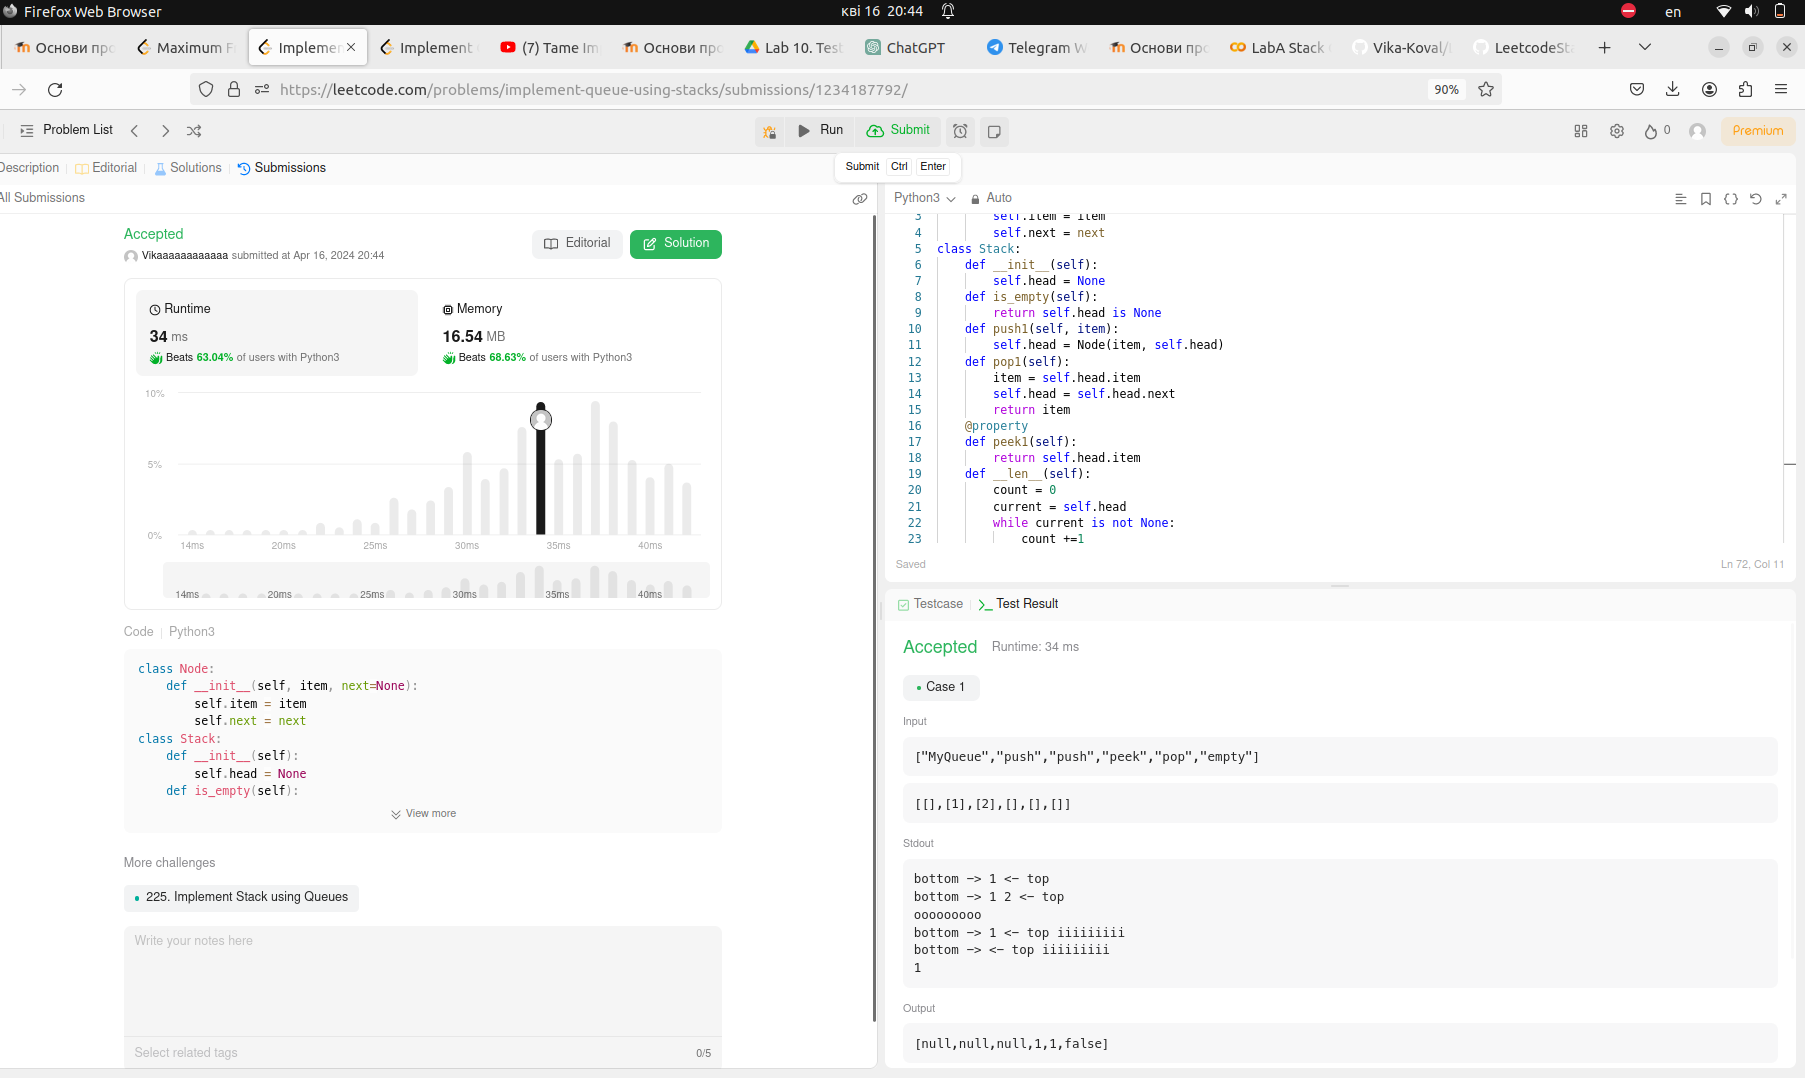 Firefox Web Browser
кві 16 20:44
en
Основи про
Maximum F
Implemen
Implement
(7) Tame Im
Основи про
Lab 10. Test
ChatGPT
Telegram W
Основи про
LabA Stack
Vika-Koval/
LeetcodeSta
https://leetcode.com/problems/implement-queue-using-stacks/submissions/1234187792/
90%
Problem List
Run
Submit
0
Premium
Description
Editorial
Solutions
Submissions
Submit Ctrl Enter
All Submissions
Accepted
Vikaaaaaaaaaaaa submitted at Apr 16, 2024 20:44
Editorial
Solution
Runtime
34 ms
Beats 63.04% of users with Python3
Memory
16.54 MB
Beats 68.63% of users with Python3
10%
5%
0%
14ms 20ms 25ms 30ms 35ms 40ms
14ms 20ms 25ms 30ms 35ms 40ms
Code | Python3
class Node:
    def __init__(self, item, next=None):
        self.item = item
        self.next = next
class Stack:
    def __init__(self):
        self.head = None
    def is_empty(self):
View more
More challenges
225. Implement Stack using Queues
Write your notes here
Select related tags
0/5
Python3
Auto
3         self.item = item
4         self.next = next
5 class Stack:
6     def __init__(self):
7         self.head = None
8     def is_empty(self):
9         return self.head is None
10     def push1(self, item):
11         self.head = Node(item, self.head)
12     def pop1(self):
13         item = self.head.item
14         self.head = self.head.next
15         return item
16     @property
17     def peek1(self):
18         return self.head.item
19     def __len__(self):
20         count = 0
21         current = self.head
22         while current is not None:
23             count +=1
Saved
Ln 72, Col 11
Testcase
Test Result
Accepted
Runtime: 34 ms
Case 1
Input
["MyQueue","push","push","peek","pop","empty"]
[[],[1],[2],[],[],[]]
Stdout
bottom -> 1 <- top
bottom -> 1 2 <- top
ooooooooo
bottom -> 1 <- top iiiiiiiii
bottom -> <- top iiiiiiiii
1
Output
[null,null,null,1,1,false]